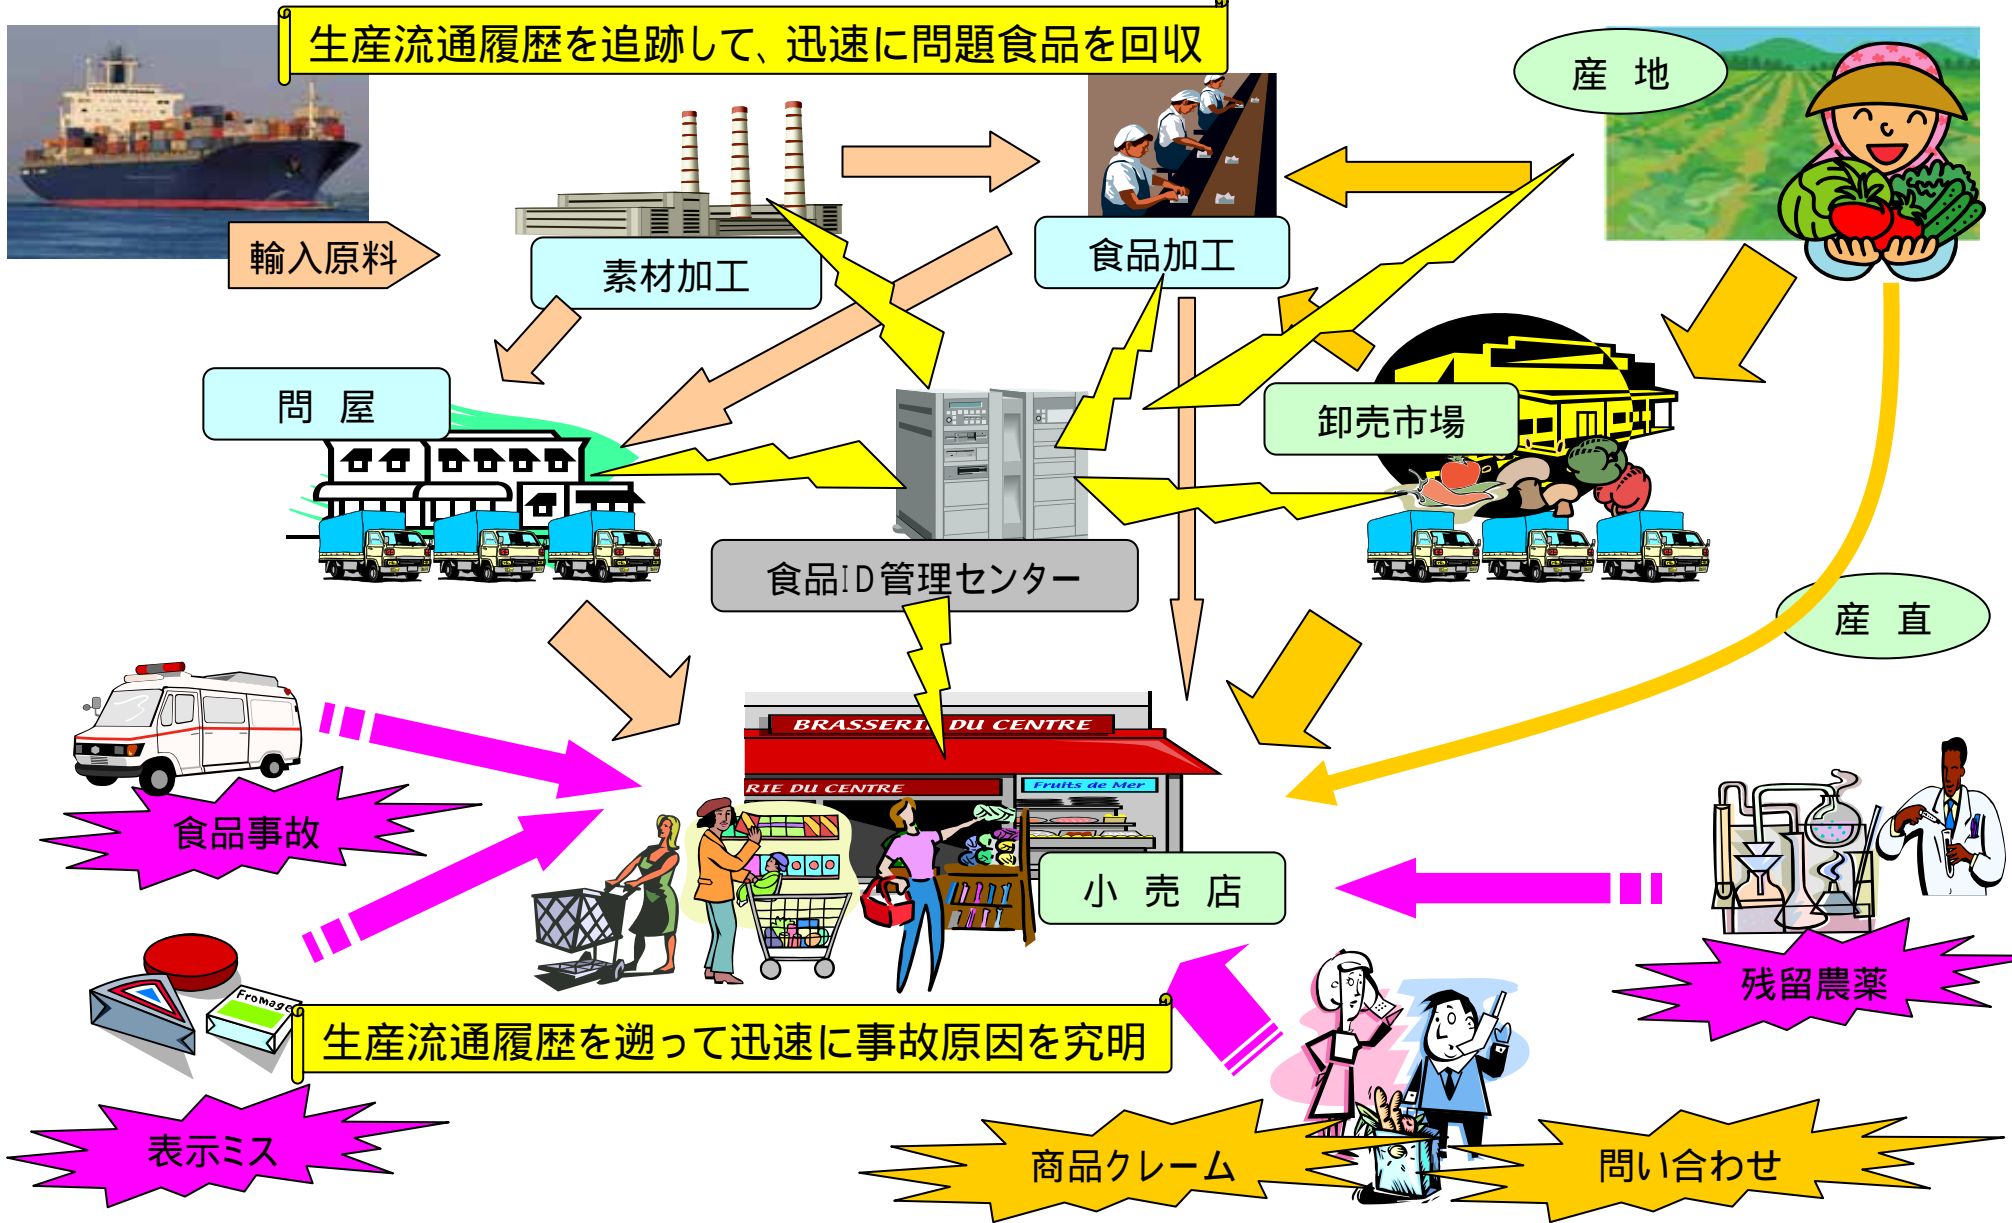 生産流通履歴を追跡して、迅速に問題食品を回収
産 地
輸入原料
素材加工
食品加工
問 屋
卸売市場
食品ID管理センター
産 直
BRASSERIE DU CENTRE
RIE DU CENTRE
Fruits de Mer
食品事故
小 売 店
残留農薬
Fromage
生産流通履歴を遡って迅速に事故原因を究明
表示ミス
商品クレーム
問い合わせ